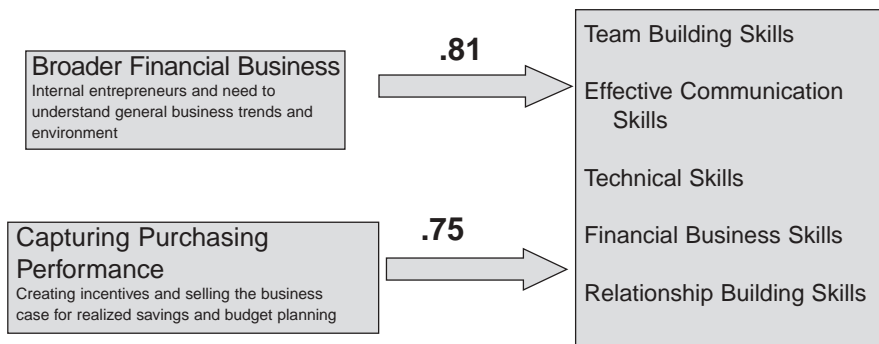 Broader Financial Business
Internal entrepreneurs and need to
understand general business trends and
environment
.81
Capturing Purchasing
Performance
Creating incentives and selling the business
case for realized savings and budget planning
.75
Team Building Skills
Effective Communication
Skills
Technical Skills
Financial Business Skills
Relationship Building Skills